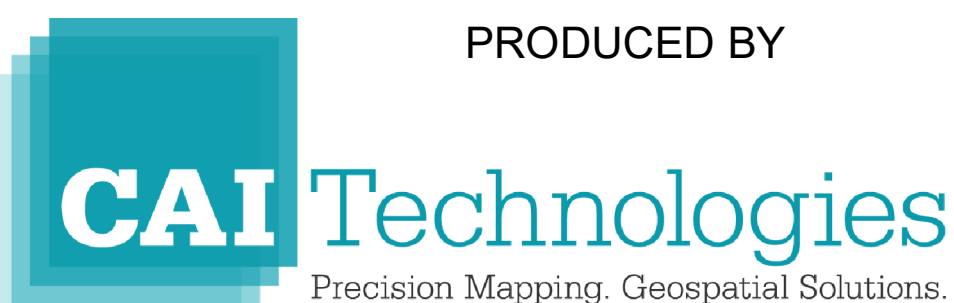 PRODUCED BY
CAI Technologies
Precision Mapping. Geospatial Solutions.